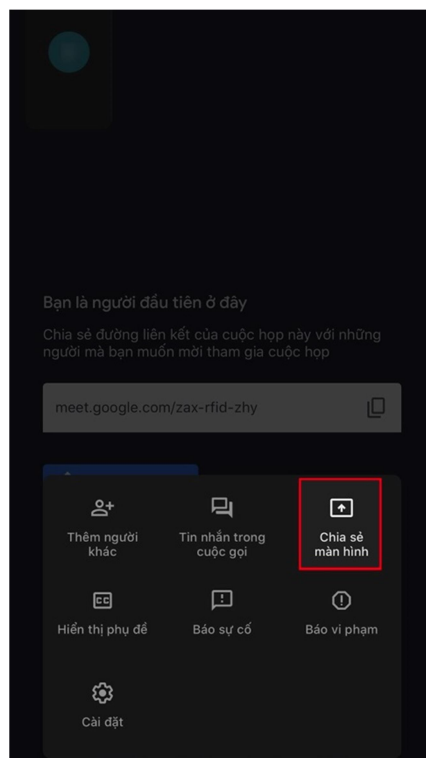 Bạn là người đầu tiên ở đây
Chia sẻ đường liên kết của cuộc họp này với những
người mà bạn muốn mời tham gia cuộc họp
meet.google.com/zax-rfid-zhy
Thêm người
khác
Tin nhắn trong
cuộc gọi
Chia sẻ
màn hình
Hiển thị phụ đề
Báo sự cố
Báo vi phạm
Cài đặt